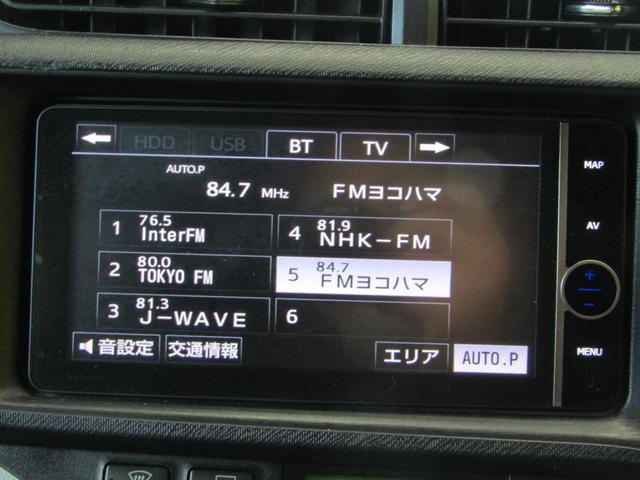 HDD USB BT TV
AUTO.P
84.7 MHz FMヨコハマ
1 76.5 InterFM
4 81.9 NHK-FM
2 80.0 TOKYO FM
5 84.7 FMヨコハマ
3 81.3 J-WAVE
6
音設定 交通情報 エリア AUTO.P
MAP
AV
+
-
MENU